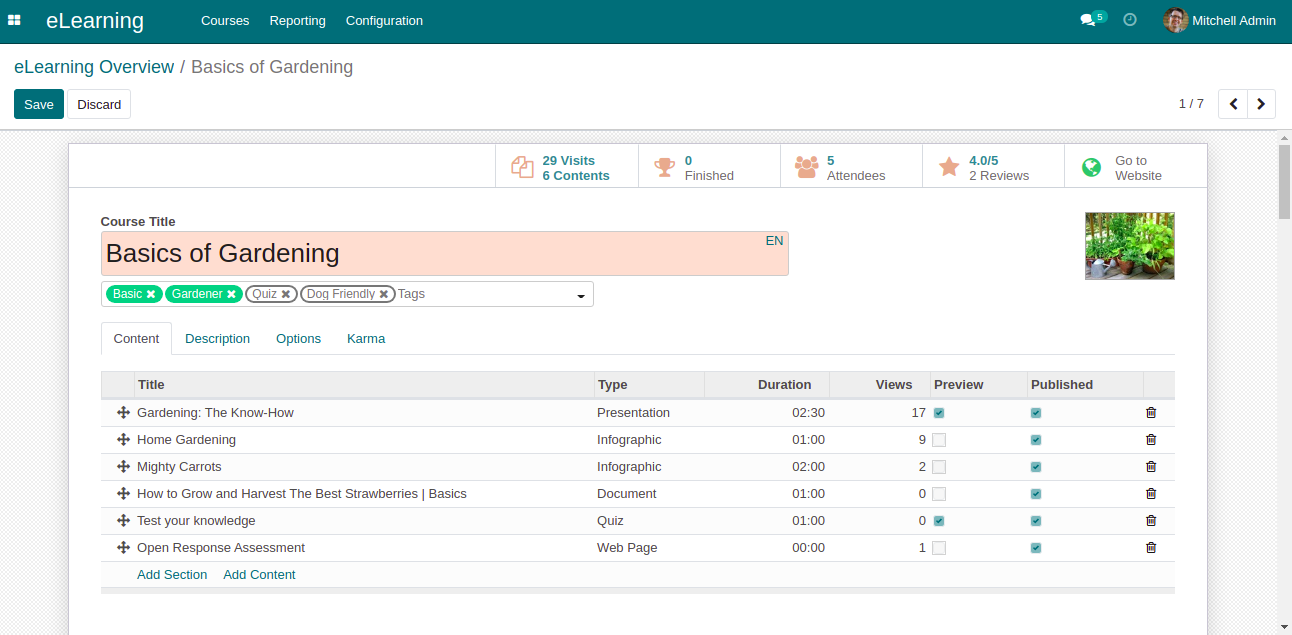 eLearning Courses Reporting Configuration 5 Mitchell Admin
eLearning Overview / Basics of Gardening
Save Discard 1 / 7
29 Visits 0 5 4.0/5 Go to
6 Contents Finished Attendees 2 Reviews Website
Course Title
Basics of Gardening EN
Basic Gardener Quiz Dog Friendly Tags
Content Description Options Karma
Title Type Duration Views Preview Published
Gardening: The Know-How Presentation 02:30 17
Home Gardening Infographic 01:00 9
Mighty Carrots Infographic 02:00 2
How to Grow and Harvest The Best Strawberries | Basics Document 01:00 0
Test your knowledge Quiz 01:00 0
Open Response Assessment Web Page 00:00 1
Add Section Add Content